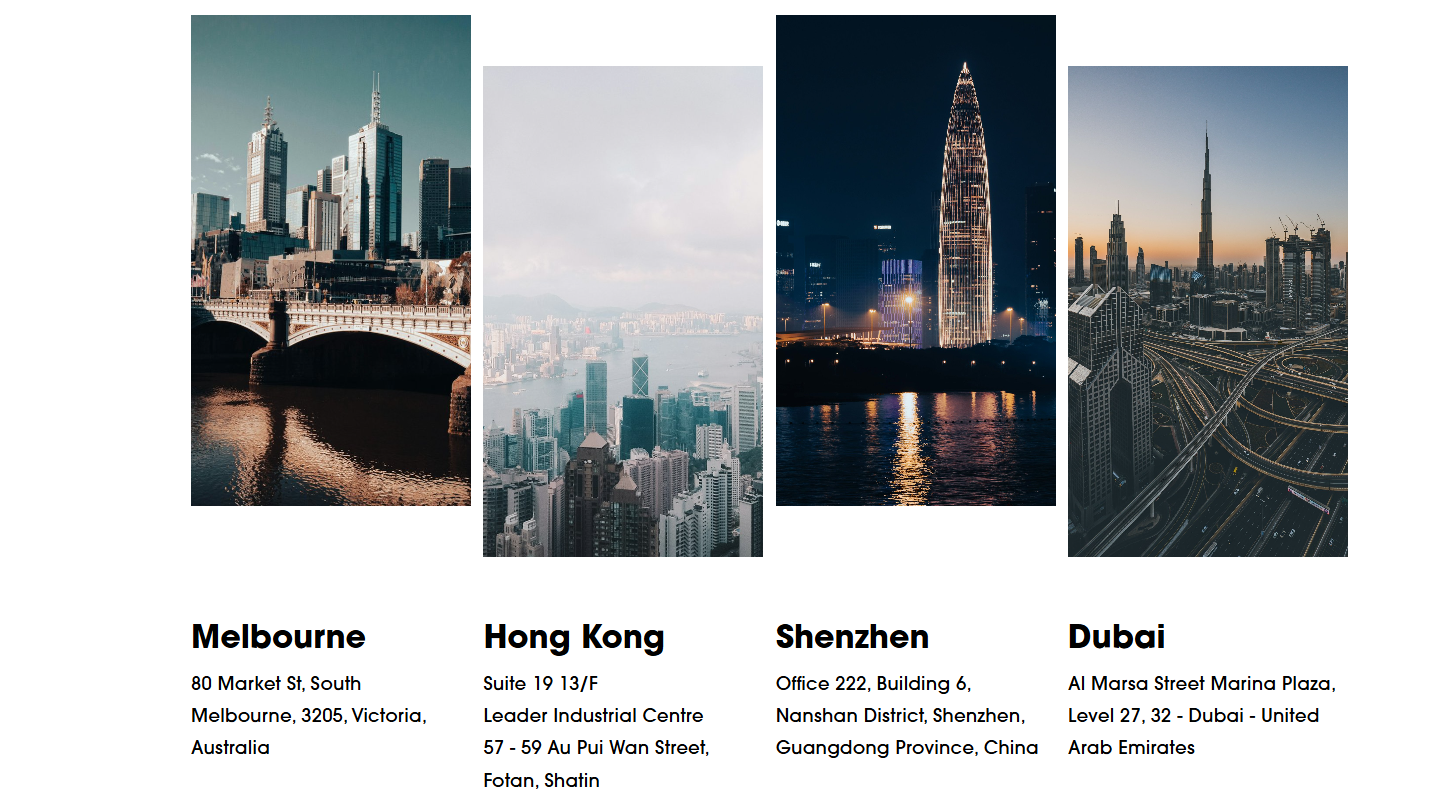 Melbourne
80 Market St, South
Melbourne, 3205, Victoria,
Australia
Hong Kong
Suite 19 13/F
Leader Industrial Centre
57 - 59 Au Pui Wan Street,
Fotan, Shatin
Shenzhen
Office 222, Building 6,
Nanshan District, Shenzhen,
Guangdong Province, China
Dubai
Al Marsa Street Marina Plaza,
Level 27, 32 - Dubai - United
Arab Emirates